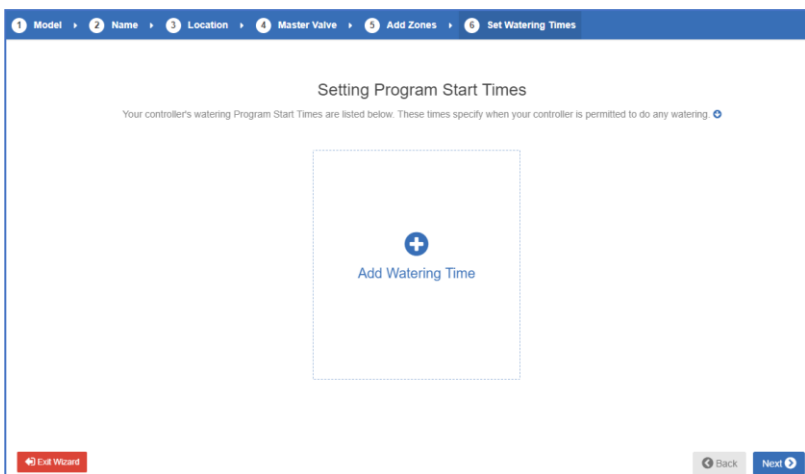 1 Model 2 Name 3 Location 4 Master Valve 5 Add Zones 6 Set Watering Times
Setting Program Start Times
Your controller's watering Program Start Times are listed below. These times specify when your controller is permitted to do any watering.
Add Watering Time
Exit Wizard Back Next